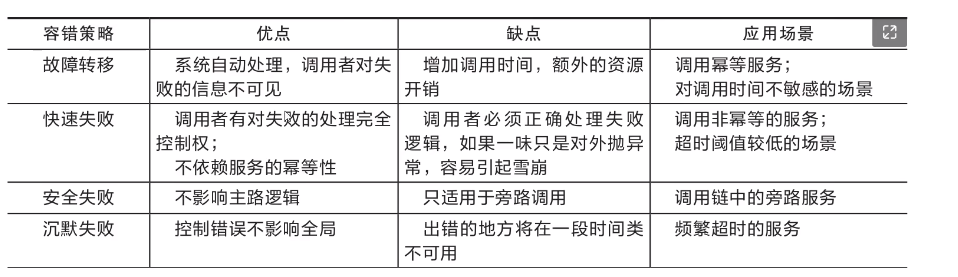 容错策略 优点 缺点 应用场景
故障转移 系统自动处理，调用者对失 增加调用时间，额外的资源 调用幂等服务；
败的信息不可见 开销 对调用时间不敏感的场景
快速失败 调用者有对失败的处理完全 调用者必须正确处理失败 调用非幂等的服务；
控制权； 逻辑，如果一味只是对外抛异 超时阈值较低的场景
不依赖服务的幂等性 常，容易引起雪崩
安全失败 不影响主路逻辑 只适用于旁路调用 调用链中的旁路服务
沉默失败 控制错误不影响全局 出错的地方将在一段时间类 频繁超时的服务
不可用